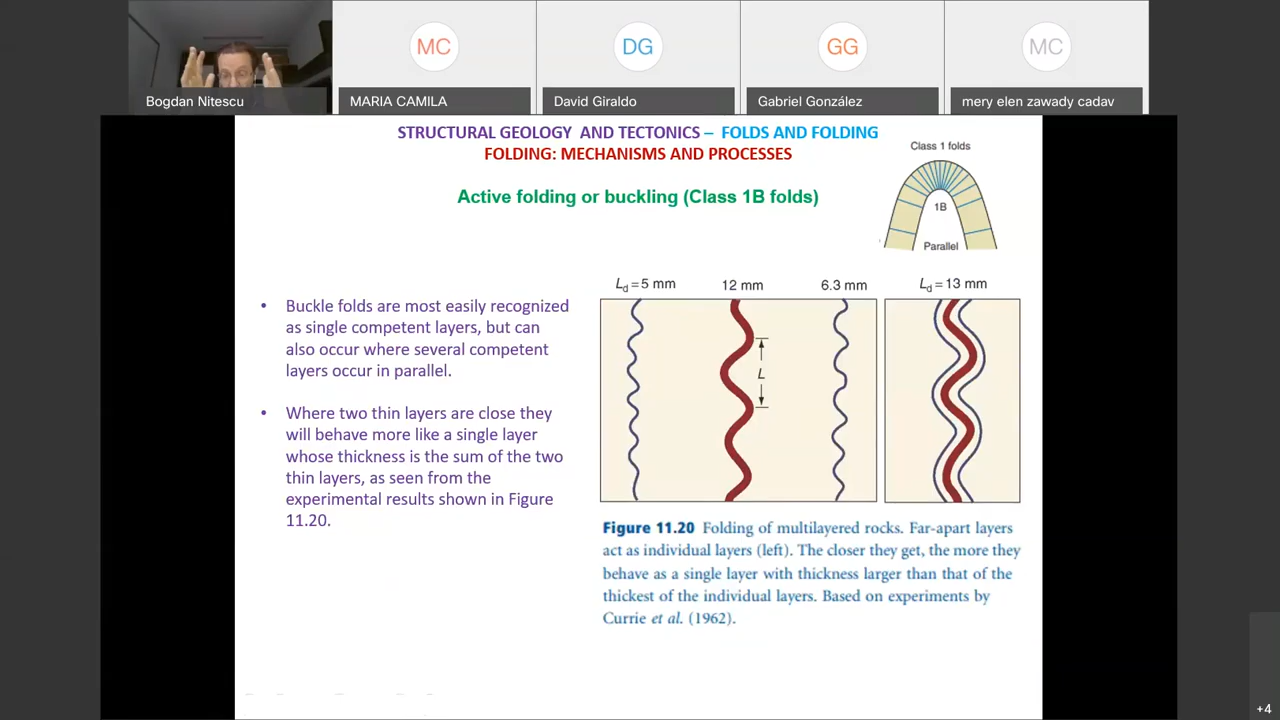 MC
DG
GG
MC
Bogdan Nitescu
MARIA CAMILA
David Giraldo
Gabriel González
mery elen zawady cadav
STRUCTURAL GEOLOGY AND TECTONICS – FOLDS AND FOLDING
FOLDING: MECHANISMS AND PROCESSES
Active folding or buckling (Class 1B folds)
Class 1 folds
1B
Parallel
• Buckle folds are most easily recognized
as single competent layers, but can
also occur where several competent
layers occur in parallel.
• Where two thin layers are close they
will behave more like a single layer
whose thickness is the sum of the two
thin layers, as seen from the
experimental results shown in Figure
11.20.
Ld = 5 mm
12 mm
6.3 mm
Ld = 13 mm
L
Figure 11.20 Folding of multilayered rocks. Far-apart layers
act as individual layers (left). The closer they get, the more they
behave as a single layer with thickness larger than that of the
thickest of the individual layers. Based on experiments by
Currie et al. (1962).
+4